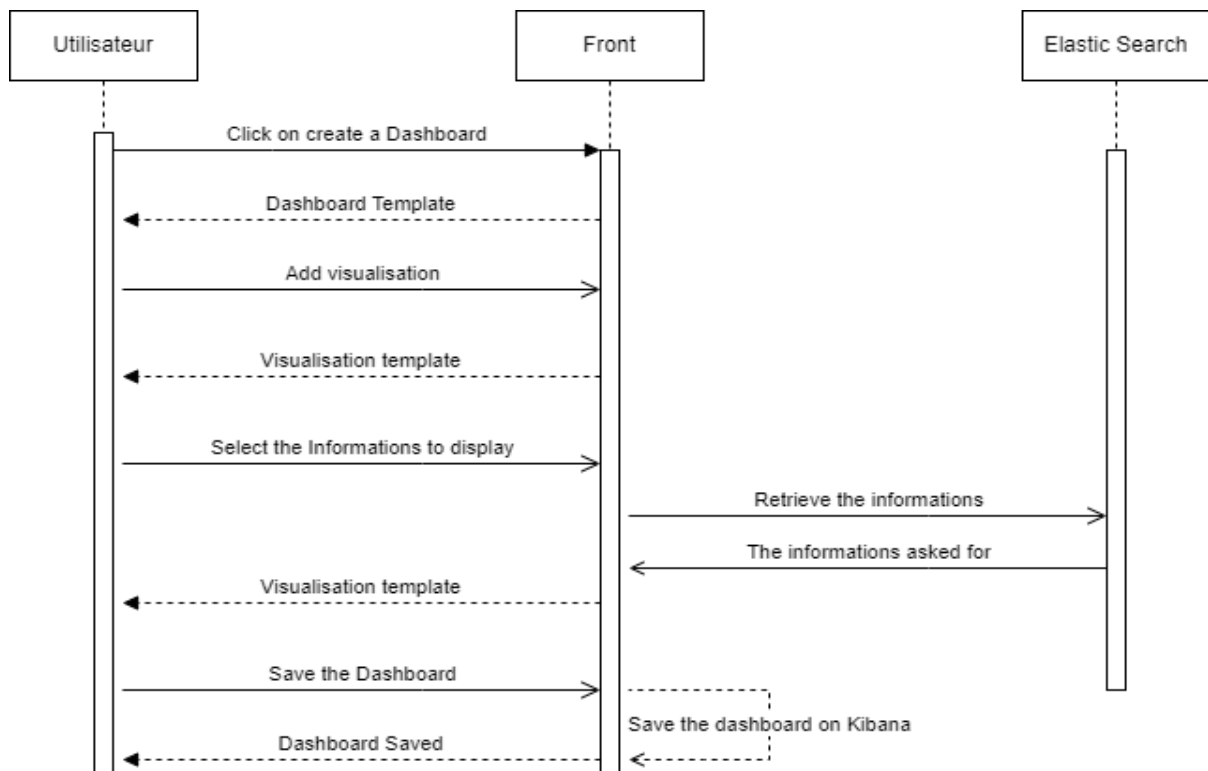 Utilisateur
Front
Elastic Search
Click on create a Dashboard
Dashboard Template
Add visualisation
Visualisation template
Select the Informations to display
Retrieve the informations
The informations asked for
Visualisation template
Save the Dashboard
Save the dashboard on Kibana
Dashboard Saved